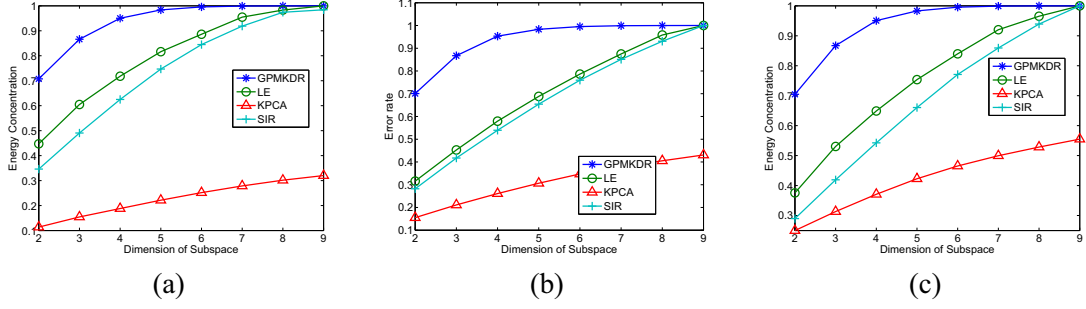 1
0.9
0.8
0.7
0.6
0.5
0.4
0.3
0.2
0.1
Energy Concentration
2 3 4 5 6 7 8 9
Dimension of Subspace
GPMKDR
LE
KPCA
SIR
(a)
1.1
1.0
0.9
0.8
0.7
0.6
0.5
0.4
0.3
0.2
0.1
Error rate
2 3 4 5 6 7 8 9
Dimension of Subspace
GPMKDR
LE
KPCA
SIR
(b)
1
0.9
0.8
0.7
0.6
0.5
0.4
0.3
Energy Concentration
2 3 4 5 6 7 8 9
Dimension of Subspace
GPMKDR
LE
KPCA
SIR
(c)